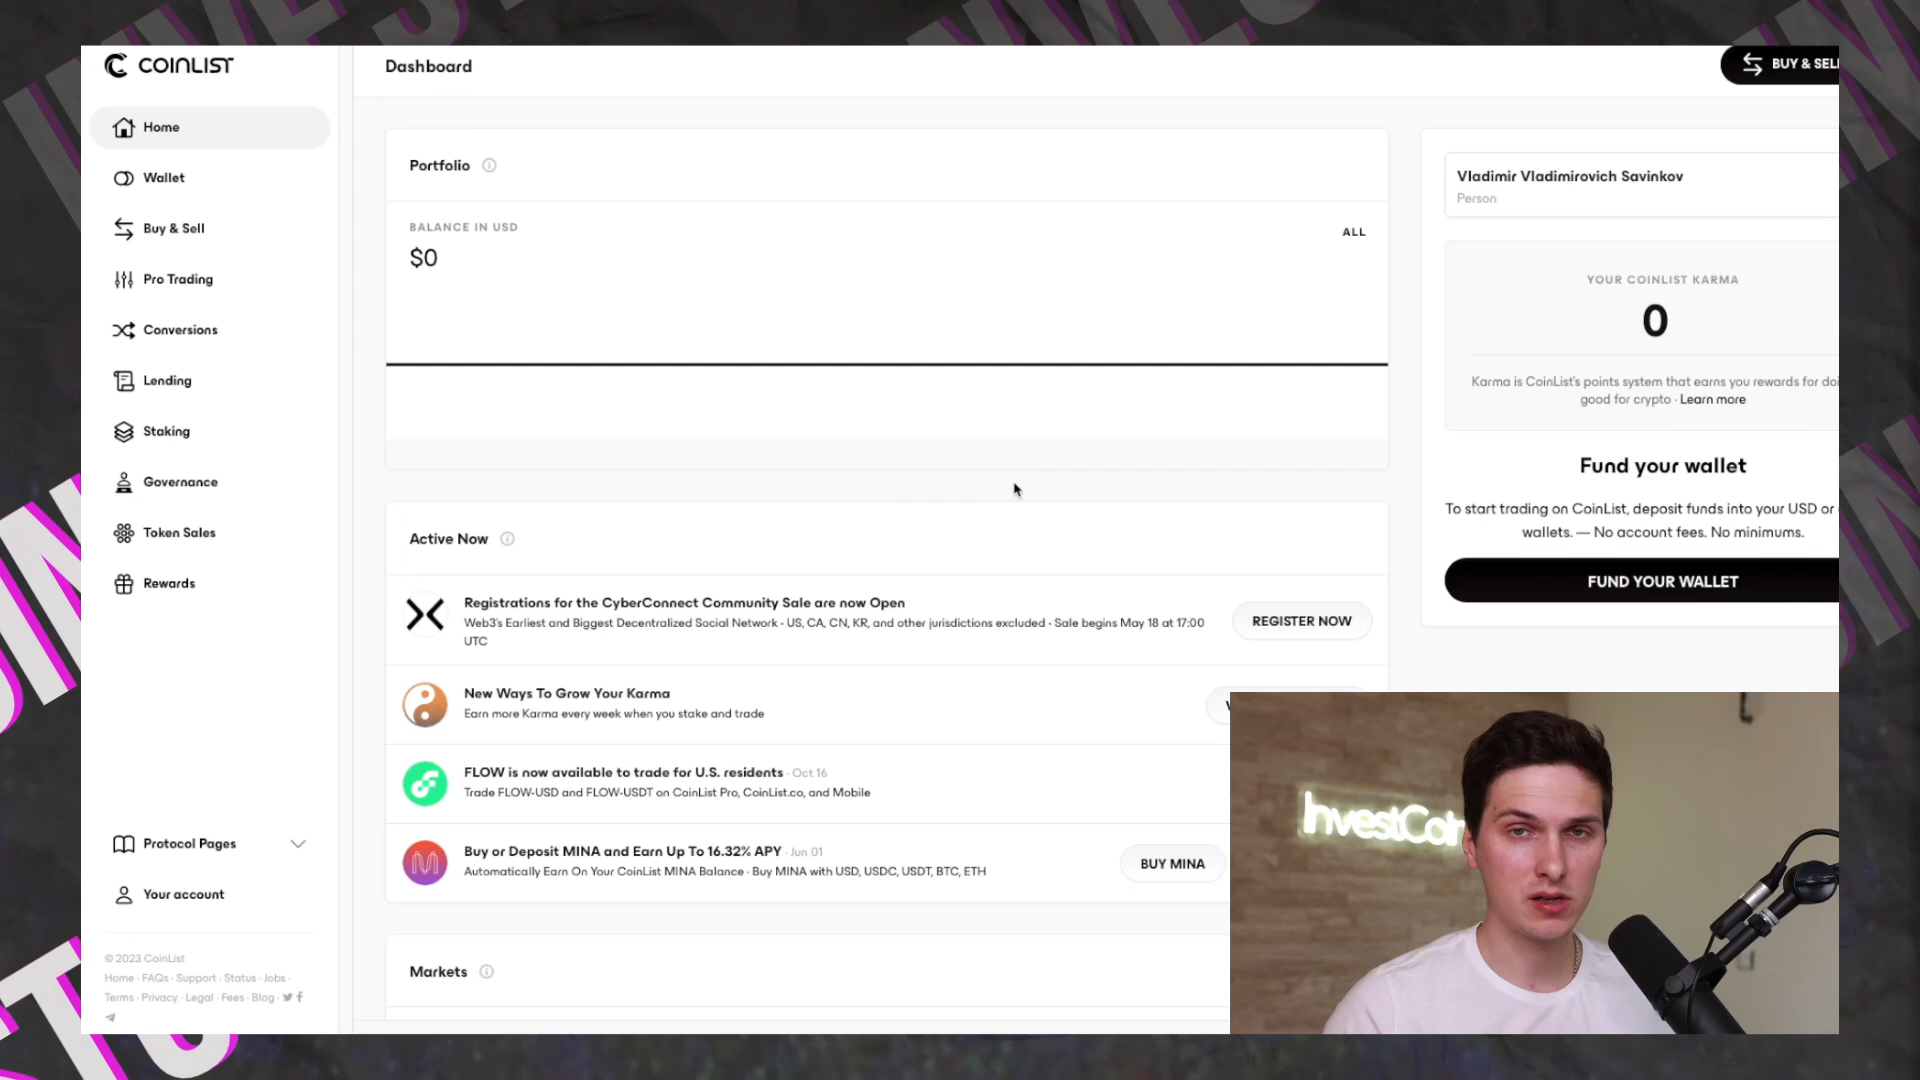 COINLIST
Dashboard
BUY & SELL
Home
Wallet
Buy & Sell
Pro Trading
Conversions
Lending
Staking
Governance
Token Sales
Rewards
Protocol Pages
Your account
© 2023 CoinList
Home · FAQs · Support · Status · Jobs ·
Terms · Privacy · Legal · Fees · Blog ·
Portfolio
BALANCE IN USD
ALL
$0
Active Now
Registrations for the CyberConnect Community Sale are now Open
Web3's Earliest and Biggest Decentralized Social Network · US, CA, CN, KR, and other jurisdictions excluded · Sale begins May 18 at 17:00
UTC
REGISTER NOW
New Ways To Grow Your Karma
Earn more Karma every week when you stake and trade
FLOW is now available to trade for U.S. residents · Oct 16
Trade FLOW-USD and FLOW-USDT on CoinList Pro, CoinList.co, and Mobile
Buy or Deposit MINA and Earn Up To 16.32% APY · Jun 01
Automatically Earn On Your CoinList MINA Balance · Buy MINA with USD, USDC, USDT, BTC, ETH
BUY MINA
Markets
Vladimir Vladimirovich Savinkov
Person
YOUR COINLIST KARMA
0
Karma is CoinList's points system that earns you rewards for doi
good for crypto · Learn more
Fund your wallet
To start trading on CoinList, deposit funds into your USD or
wallets. — No account fees. No minimums.
FUND YOUR WALLET
InvestCoin